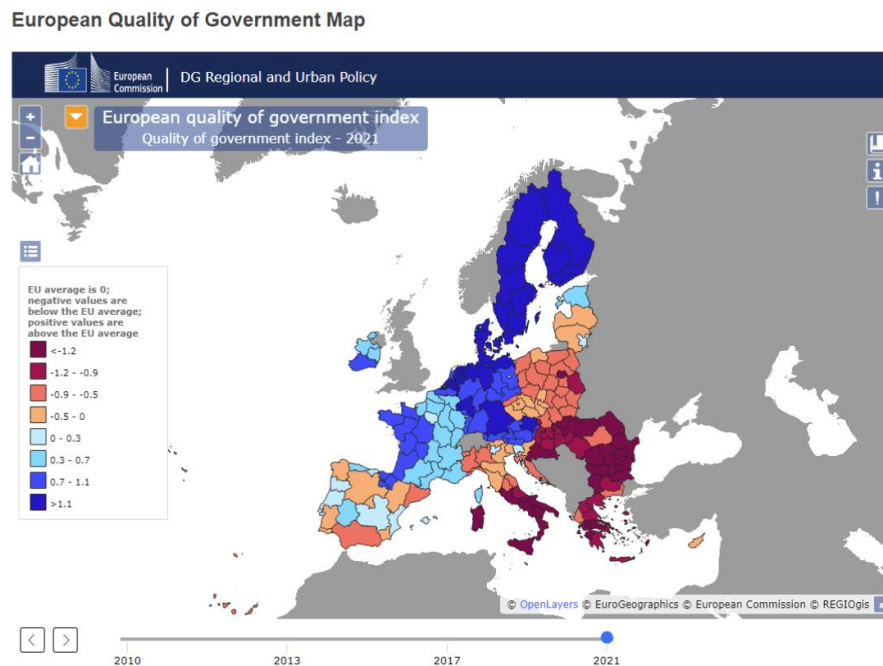 European Quality of Government Map
European
Commission
DG Regional and Urban Policy
+
−
European quality of government index
Quality of government index - 2021
EU average is 0;
negative values are
below the EU average;
positive values are
above the EU average
<-1.2
-1.2 - -0.9
-0.9 - -0.5
-0.5 - 0
0 - 0.3
0.3 - 0.7
0.7 - 1.1
>1.1
© OpenLayers © EuroGeographics © European Commission © REGIOgis
2010 2013 2017 2021